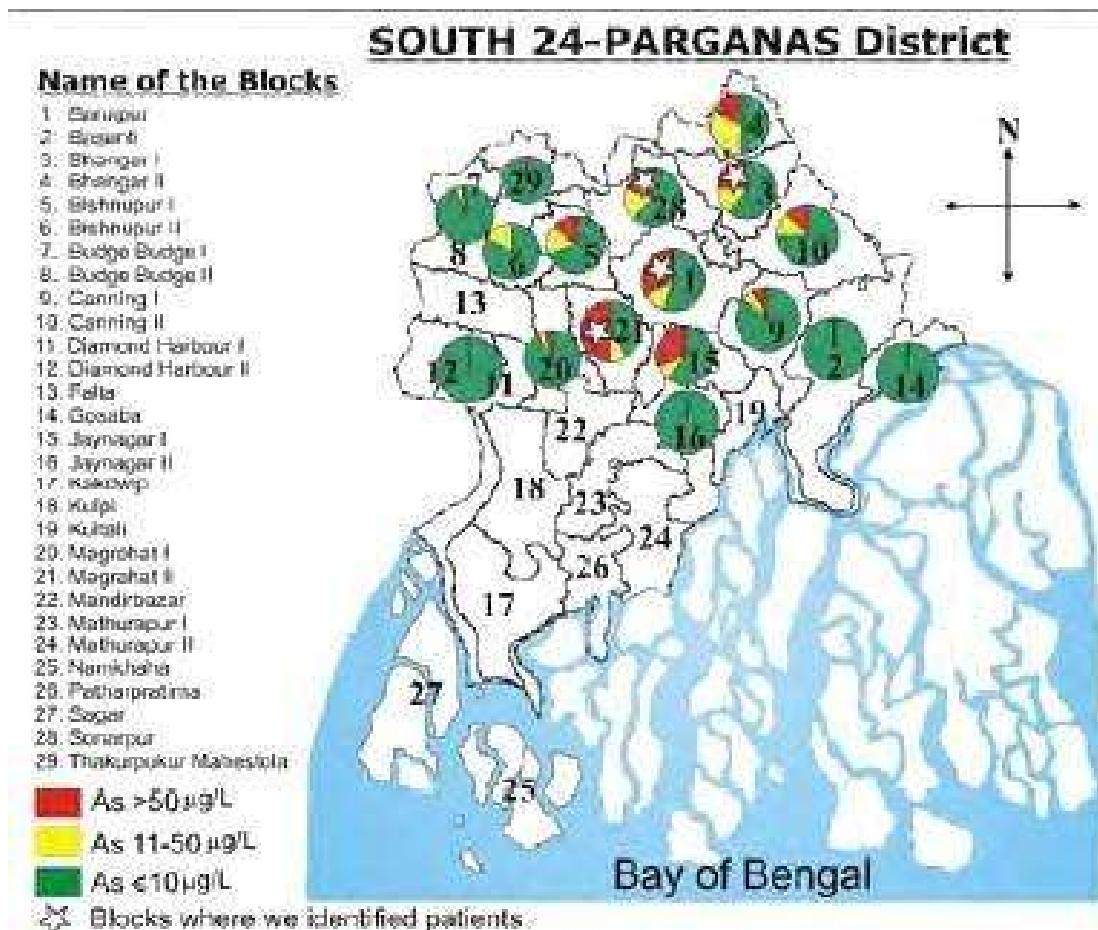 SOUTH 24-PARGANAS District
Name of the Blocks
1. Baruipur
2. Basanti
3. Bhangar I
4. Bhangar II
5. Bishnupur I
6. Bishnupur II
7. Budge Budge I
8. Budge Budge II
9. Canning I
10. Canning II
11. Diamond Harbour I
12. Diamond Harbour II
13. Falta
14. Gosaba
15. Jaynagar I
16. Jaynagar II
17. Kakdwip
18. Kulpi
19. Kultali
20. Magrahat I
21. Magrahat II
22. Mandirbazar
23. Mathurapur I
24. Mathurapur II
25. Namkhaha
26. Patharpratima
27. Sagar
28. Sonarpur
29. Thakurpukur Mahestola
As >50µg/L
As 11-50 µg/L
As ≤10µg/L
Blocks where we identified patients
N
29
28
3
10
8
6
5
1
13
21
9
12
11
20
15
2
14
22
16
19
18
23
24
26
17
27
25
Bay of Bengal